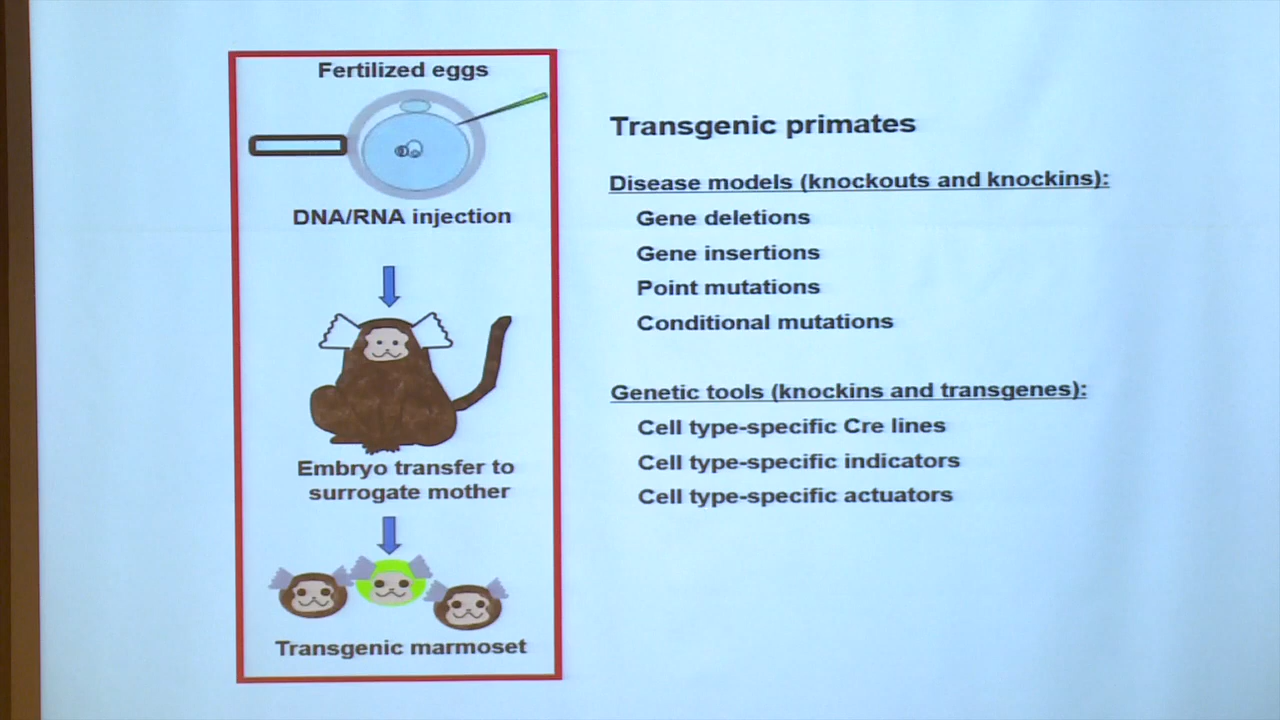 Fertilized eggs
DNA/RNA injection
Embryo transfer to
surrogate mother
Transgenic marmoset
Transgenic primates
Disease models (knockouts and knockins):
Gene deletions
Gene insertions
Point mutations
Conditional mutations
Genetic tools (knockins and transgenes):
Cell type-specific Cre lines
Cell type-specific indicators
Cell type-specific actuators